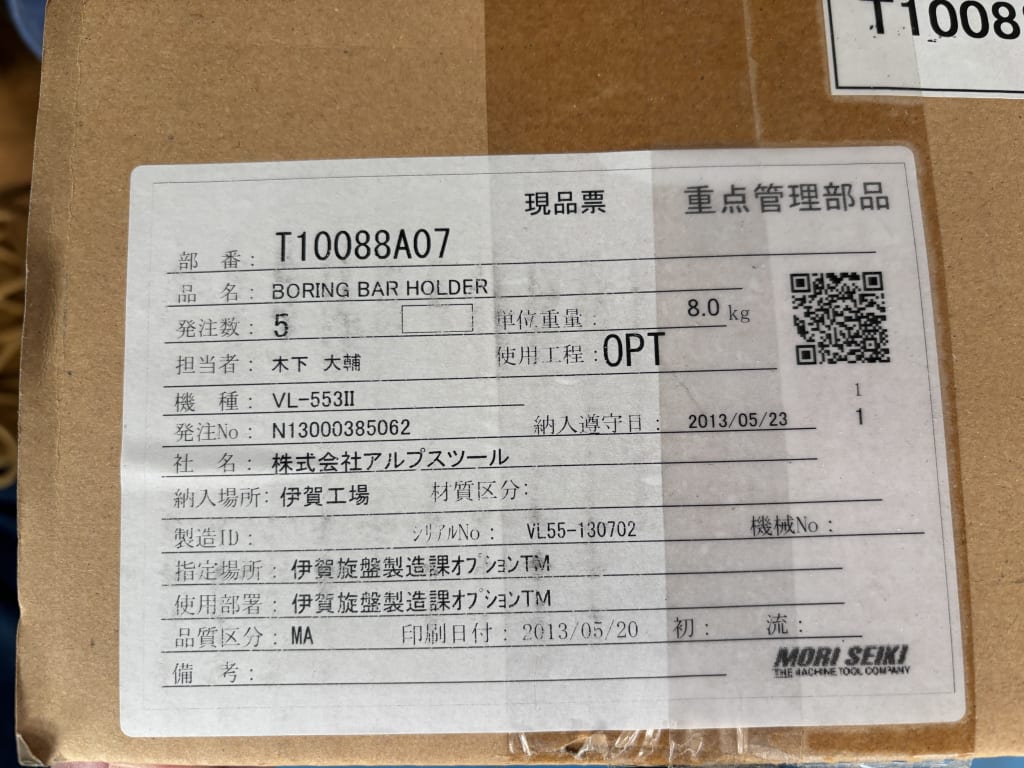 T1008
現品票 重点管理部品
部 番: T10088A07
品 名: BORING BAR HOLDER
発注数: 5 単位重量: 8.0 kg
担当者: 木下 大輔 使用工程: OPT
1
機 種: VL-553II
1
発注No: N13000385062 納入遵守日: 2013/05/23
社 名: 株式会社アルプスツール
納入場所: 伊賀工場 材質区分:
製造ID: シリアルNo: VL55-130702 機械No:
指定場所: 伊賀旋盤製造課オプションTM
使用部署: 伊賀旋盤製造課オプションTM
品質区分: MA 印刷日付: 2013/05/20 初: 流:
備 考:
MORI SEIKI
THE MACHINE TOOL COMPANY